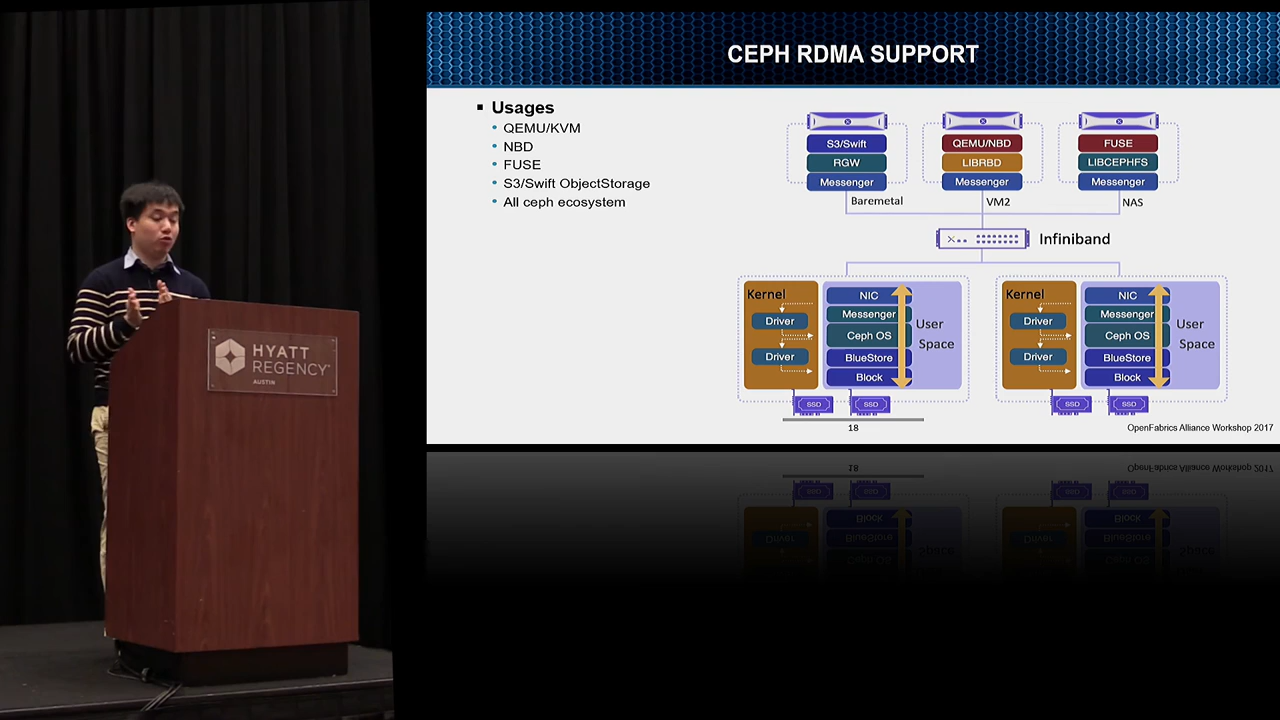 CEPH RDMA SUPPORT
▪ Usages
• QEMU/KVM
• NBD
• FUSE
• S3/Swift ObjectStorage
• All ceph ecosystem
S3/Swift
RGW
Messenger
Baremetal
QEMU/NBD
LIBRBD
Messenger
VM2
FUSE
LIBCEPHFS
Messenger
NAS
Infiniband
Kernel
Driver
Driver
NIC
Messenger
Ceph OS
BlueStore
Block
User
Space
SSD
SSD
Kernel
Driver
Driver
NIC
Messenger
Ceph OS
BlueStore
Block
User
Space
SSD
SSD
18
OpenFabrics Alliance Workshop 2017
HYATT
REGENCY
AUSTIN